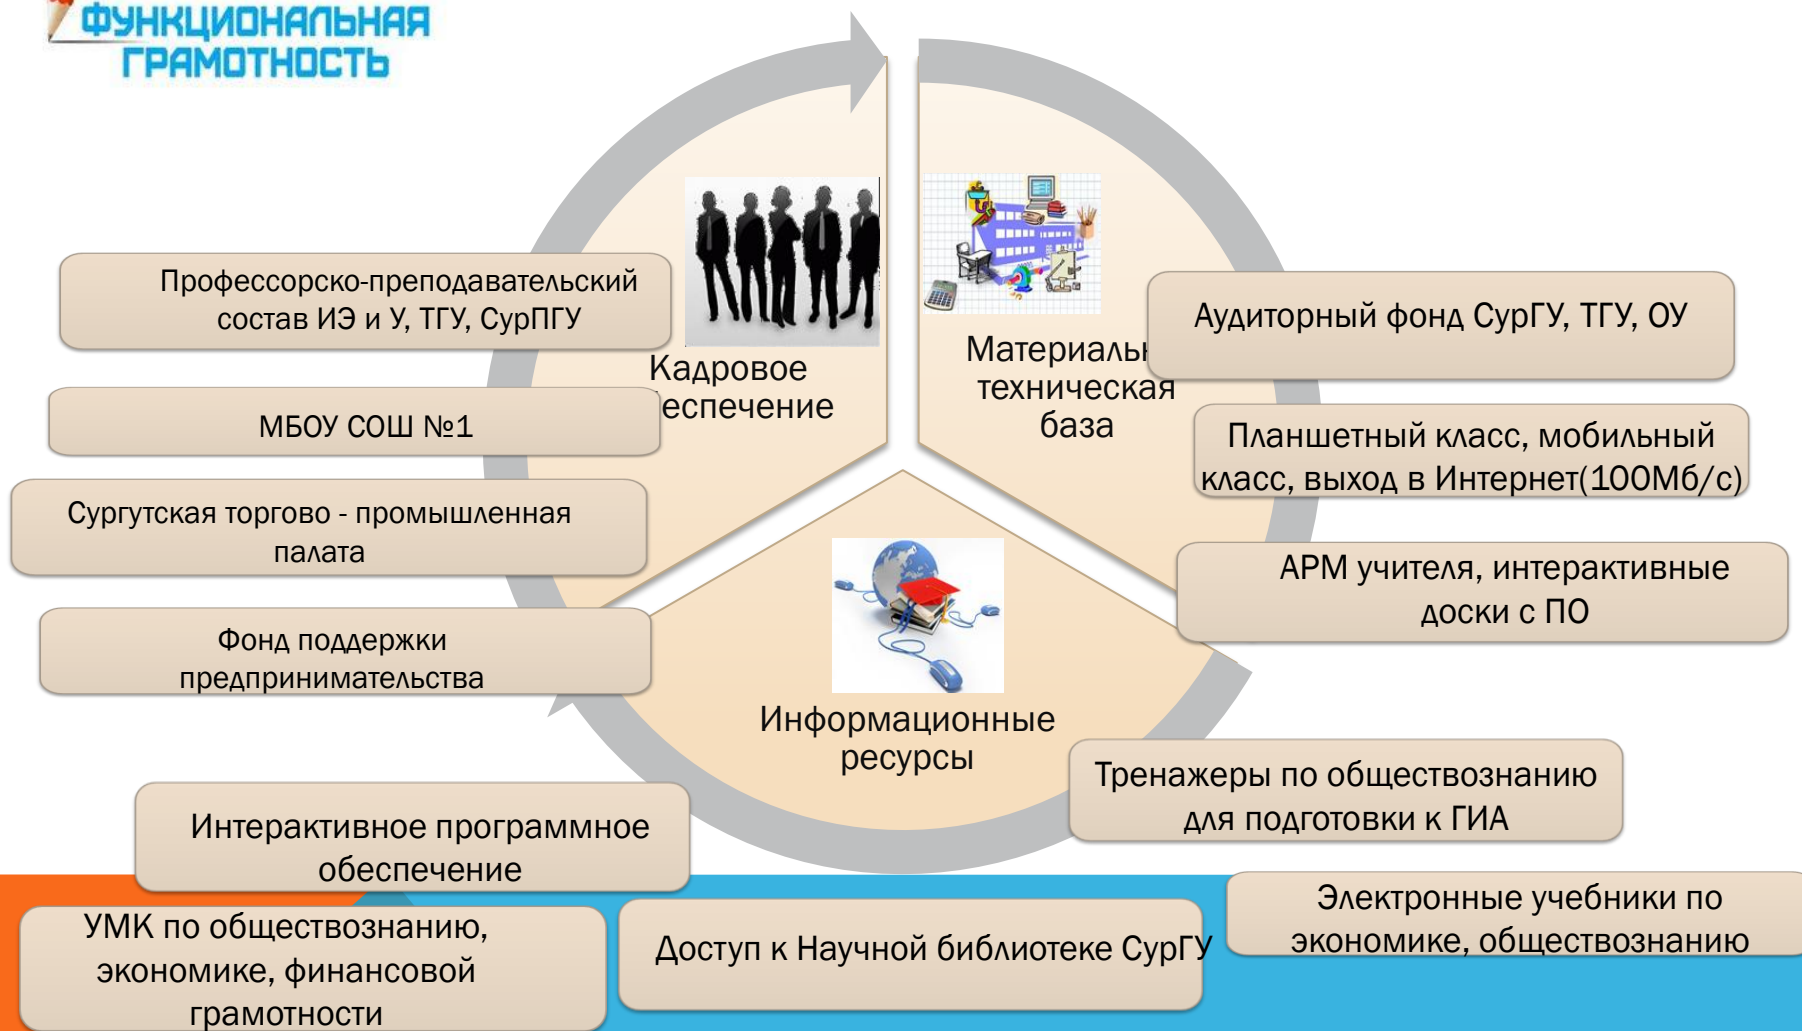 ФУНКЦИОНАЛЬНАЯ
ГРАМОТНОСТЬ
Профессорско-преподавательский
состав ИЭ и У, ТГУ, СурПГУ
МБОУ СОШ №1
Сургутская торгово - промышленная
палата
Фонд поддержки
предпринимательства
Кадровое
еспечение
Материаль
техническая
база
Аудиторный фонд СурГУ, ТГУ, ОУ
Планшетный класс, мобильный
класс, выход в Интернет(100Мб/с)
АРМ учителя, интерактивные
доски с ПО
Информационные
ресурсы
Тренажеры по обществознанию
для подготовки к ГИА
Интерактивное программное
обеспечение
УМК по обществознанию,
экономике, финансовой
грамотности
Доступ к Научной библиотеке СурГУ
Электронные учебники по
экономике, обществознанию